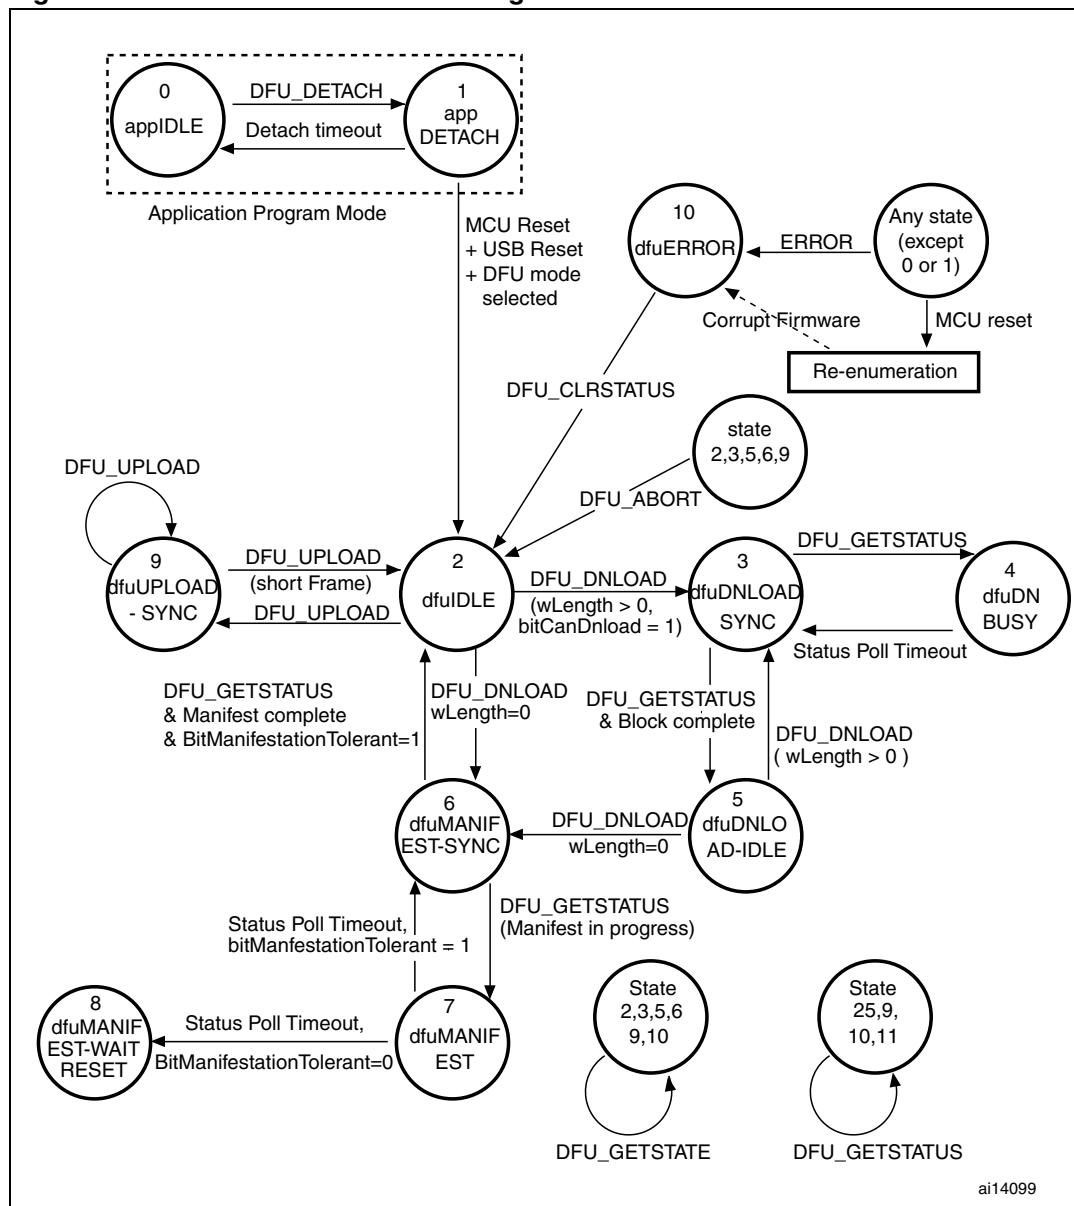 0
appIDLE
DFU_DETACH
Detach timeout
1
app
DETACH
Application Program Mode
MCU Reset
+ USB Reset
+ DFU mode
selected
10
dfuERROR
ERROR
Any state
(except
0 or 1)
Corrupt Firmware
MCU reset
Re-enumeration
DFU_CLRSTATUS
state
2,3,5,6,9
DFU_ABORT
DFU_UPLOAD
9
dfuUPLOAD
- SYNC
DFU_UPLOAD
(short Frame)
DFU_UPLOAD
2
dfuIDLE
DFU_DNLOAD
(wLength > 0,
bitCanDnload = 1)
3
dfuDNLOAD
SYNC
DFU_GETSTATUS
Status Poll Timeout
4
dfuDN
BUSY
DFU_GETSTATUS
& Manifest complete
& BitManifestationTolerant=1
DFU_DNLOAD
wLength=0
DFU_GETSTATUS
& Block complete
DFU_DNLOAD
( wLength > 0 )
6
dfuMANIF
EST-SYNC
DFU_DNLOAD
wLength=0
5
dfuDNLO
AD-IDLE
Status Poll Timeout,
bitManfestationTolerant = 1
DFU_GETSTATUS
(Manifest in progress)
8
dfuMANIF
EST-WAIT
RESET
Status Poll Timeout,
BitManifestationTolerant=0
7
dfuMANIF
EST
State
2,3,5,6
9,10
DFU_GETSTATE
State
25,9,
10,11
DFU_GETSTATUS
ai14099